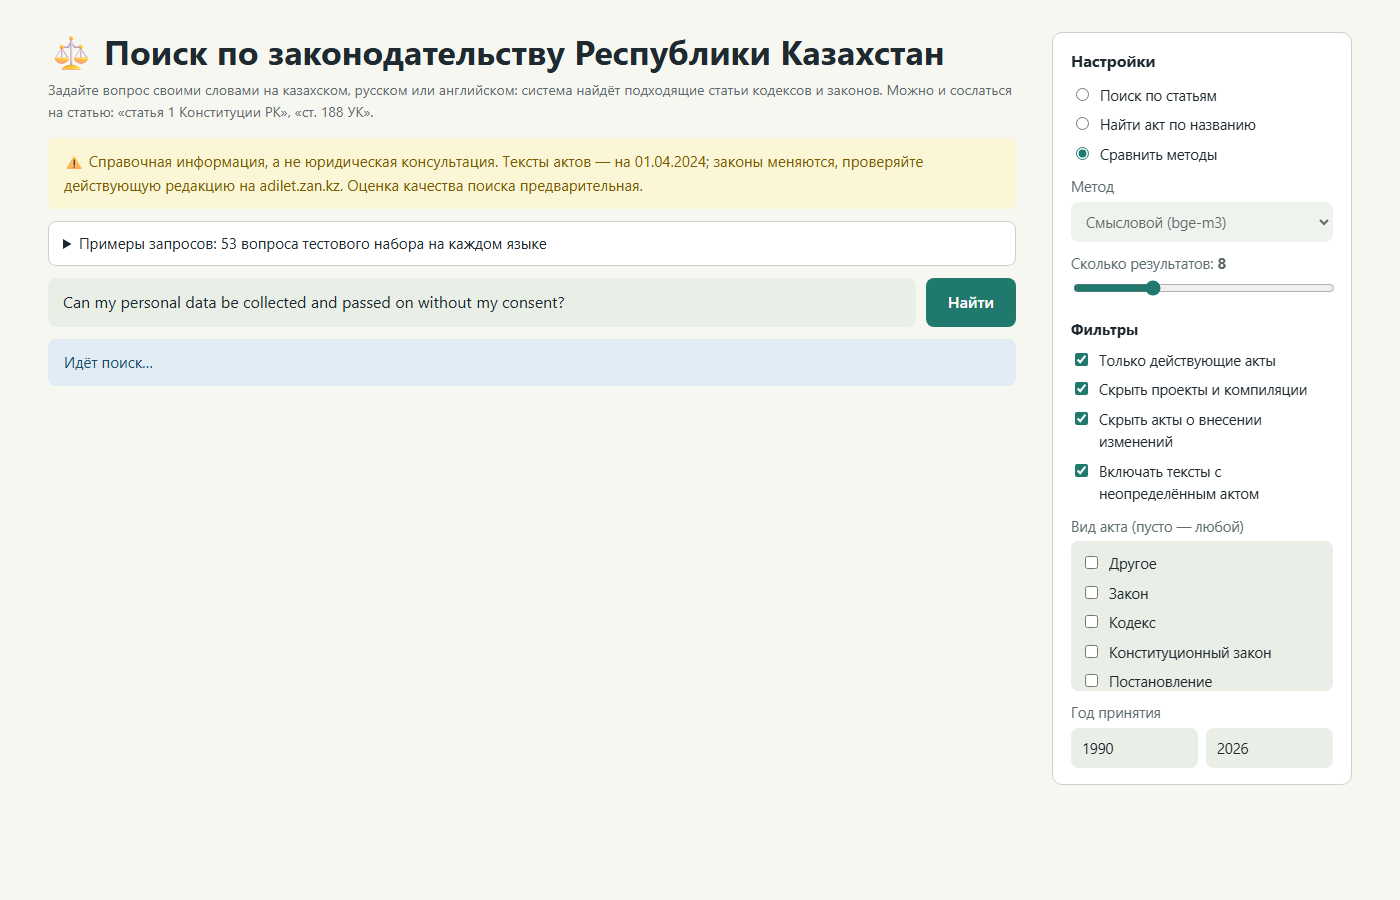 Поиск по законодательству Республики Казахстан
Задайте вопрос своими словами на казахском, русском или английском: система найдёт подходящие статьи кодексов и законов. Можно и сослаться
на статью: «статья 1 Конституции РК», «ст. 188 УК».
Справочная информация, а не юридическая консультация. Тексты актов — на 01.04.2024; законы меняются, проверяйте
действующую редакцию на adilet.zan.kz. Оценка качества поиска предварительная.
Примеры запросов: 53 вопроса тестового набора на каждом языке
Can my personal data be collected and passed on without my consent?
Найти
Идёт поиск...
Настройки
Поиск по статьям
Найти акт по названию
Сравнить методы
Метод
Смысловой (bge-m3)
Сколько результатов: 8
Фильтры
Только действующие акты
Скрыть проекты и компиляции
Скрыть акты о внесении
изменений
Включать тексты с
неопределённым актом
Вид акта (пусто — любой)
Другое
Закон
Кодекс
Конституционный закон
Постановление
Год принятия
1990
2026